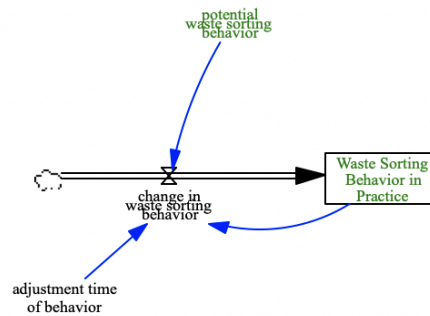 potential
waste sorting
behavior
Waste Sorting
Behavior in
Practice
change in
waste sorting
behavior
adjustment time
of behavior